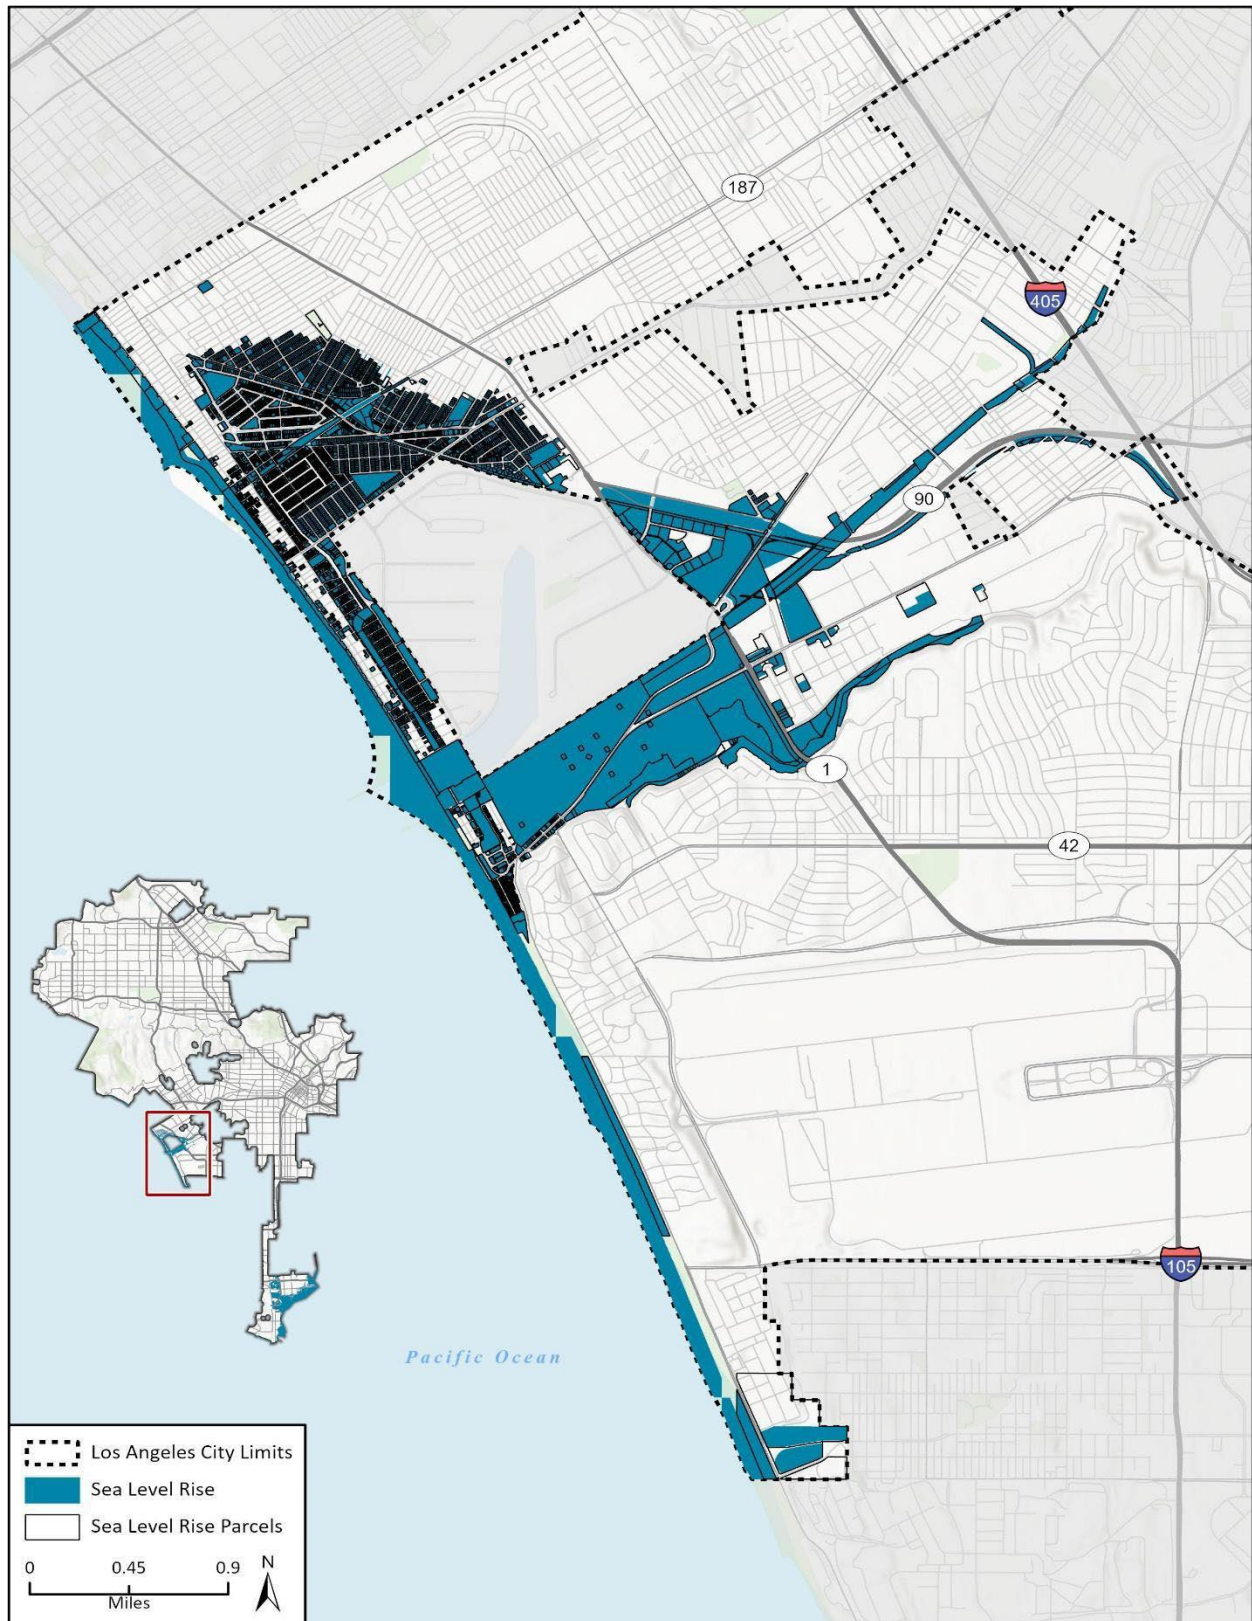 187
405
90
1
42
105
Pacific Ocean
Los Angeles City Limits
Sea Level Rise
Sea Level Rise Parcels
0 0.45 0.9
Miles
N